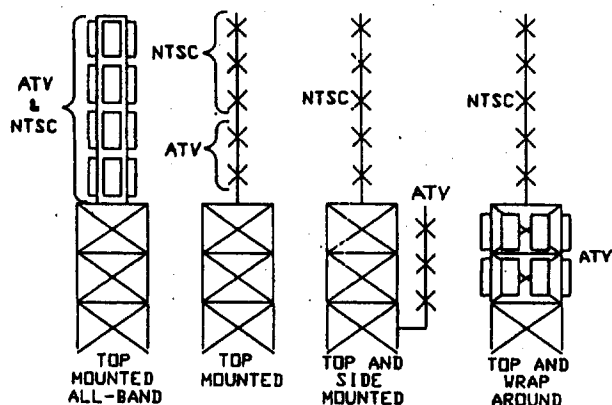 ATV
&
NTSC
NTSC
ATV
NTSC
ATV
NTSC
ATV
TOP
MOUNTED
ALL-BAND
TOP
MOUNTED
TOP AND
SIDE
MOUNTED
TOP AND
WRAP
AROUND